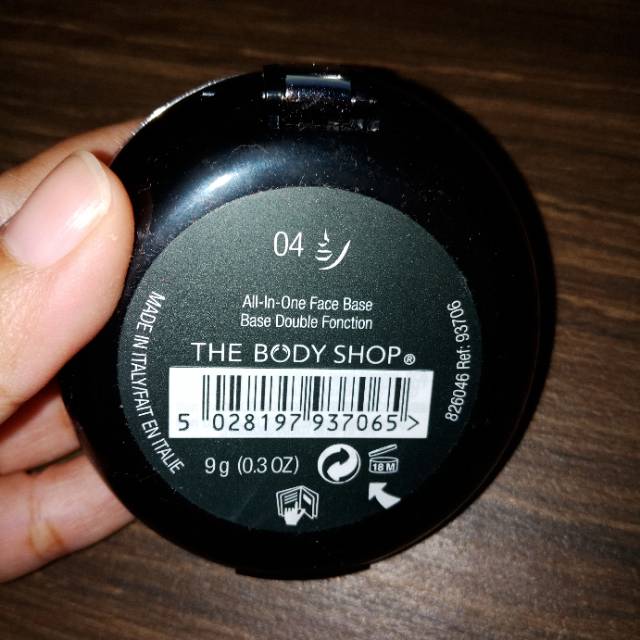 04
All-In-One Face Base
Base Double Fonction
THE BODY SHOP®
5 028197 937065 >
9 g (0.3 OZ)
18 M
MADE IN ITALY/FAIT EN ITALIE
826046 Ref: 93706